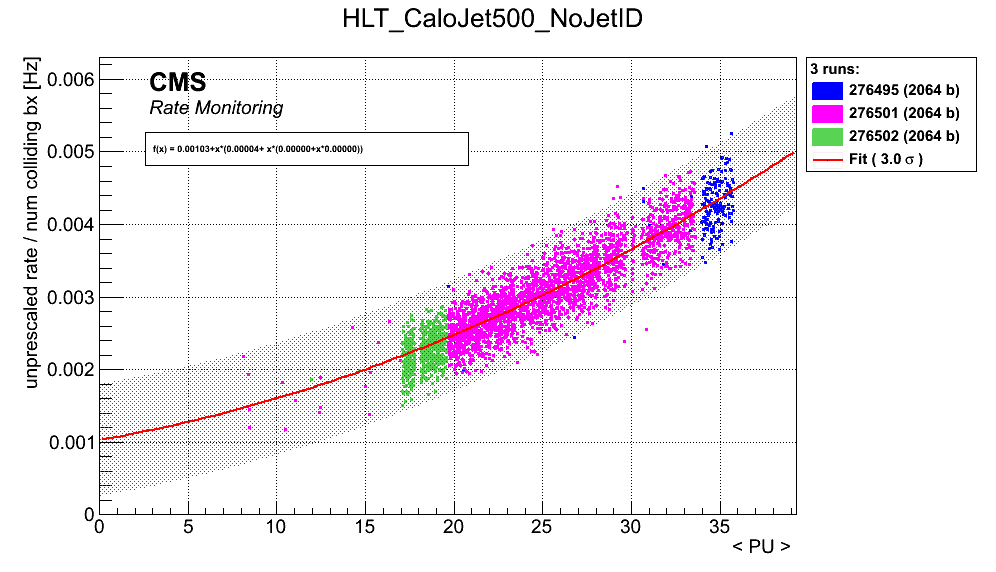 HLT_CaloJet500_NoJetID
unprescaled rate / num colliding bx [Hz]
0.006
0.005
0.004
0.003
0.002
0.001
0
CMS
Rate Monitoring
f(x) = 0.00103+x*(0.00004+ x*(0.00000+x*0.00000))
3 runs:
276495 (2064 b)
276501 (2064 b)
276502 (2064 b)
Fit ( 3.0 σ )
0 5 10 15 20 25 30 35
< PU >